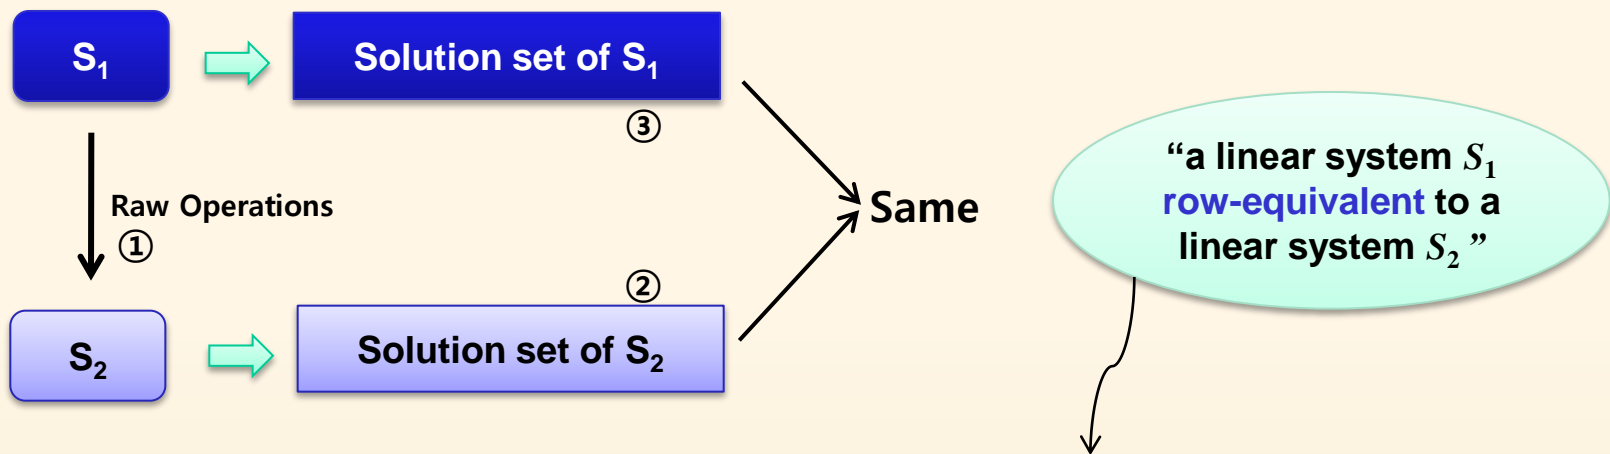 S₁
Solution set of S₁
③
Raw Operations
①
Same
②
S₂
Solution set of S₂
“a linear system S₁
row-equivalent to a
linear system S₂ ”